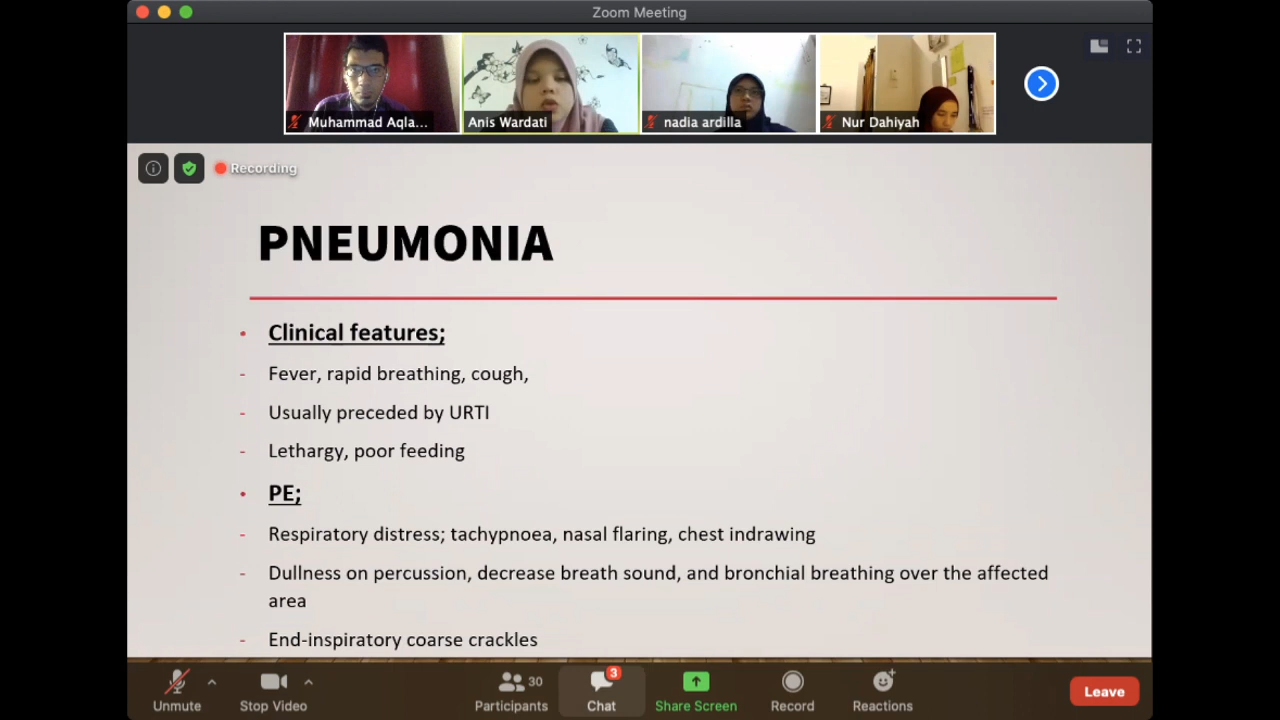 Zoom Meeting
Muhammad Aqla...
Anis Wardati
nadia ardilla
Nur Dahiyah
Recording
PNEUMONIA
• Clinical features;
- Fever, rapid breathing, cough,
- Usually preceded by URTI
- Lethargy, poor feeding
• PE;
- Respiratory distress; tachypnoea, nasal flaring, chest indrawing
- Dullness on percussion, decrease breath sound, and bronchial breathing over the affected
area
- End-inspiratory coarse crackles
30
3
Unmute
Stop Video
Participants
Chat
Share Screen
Record
Reactions
Leave